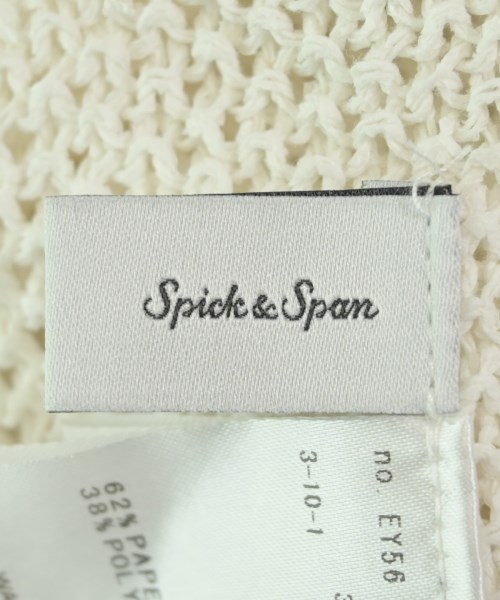 Spick & Span
no. EY56
3-10-1
62% PAPE
38% POLY